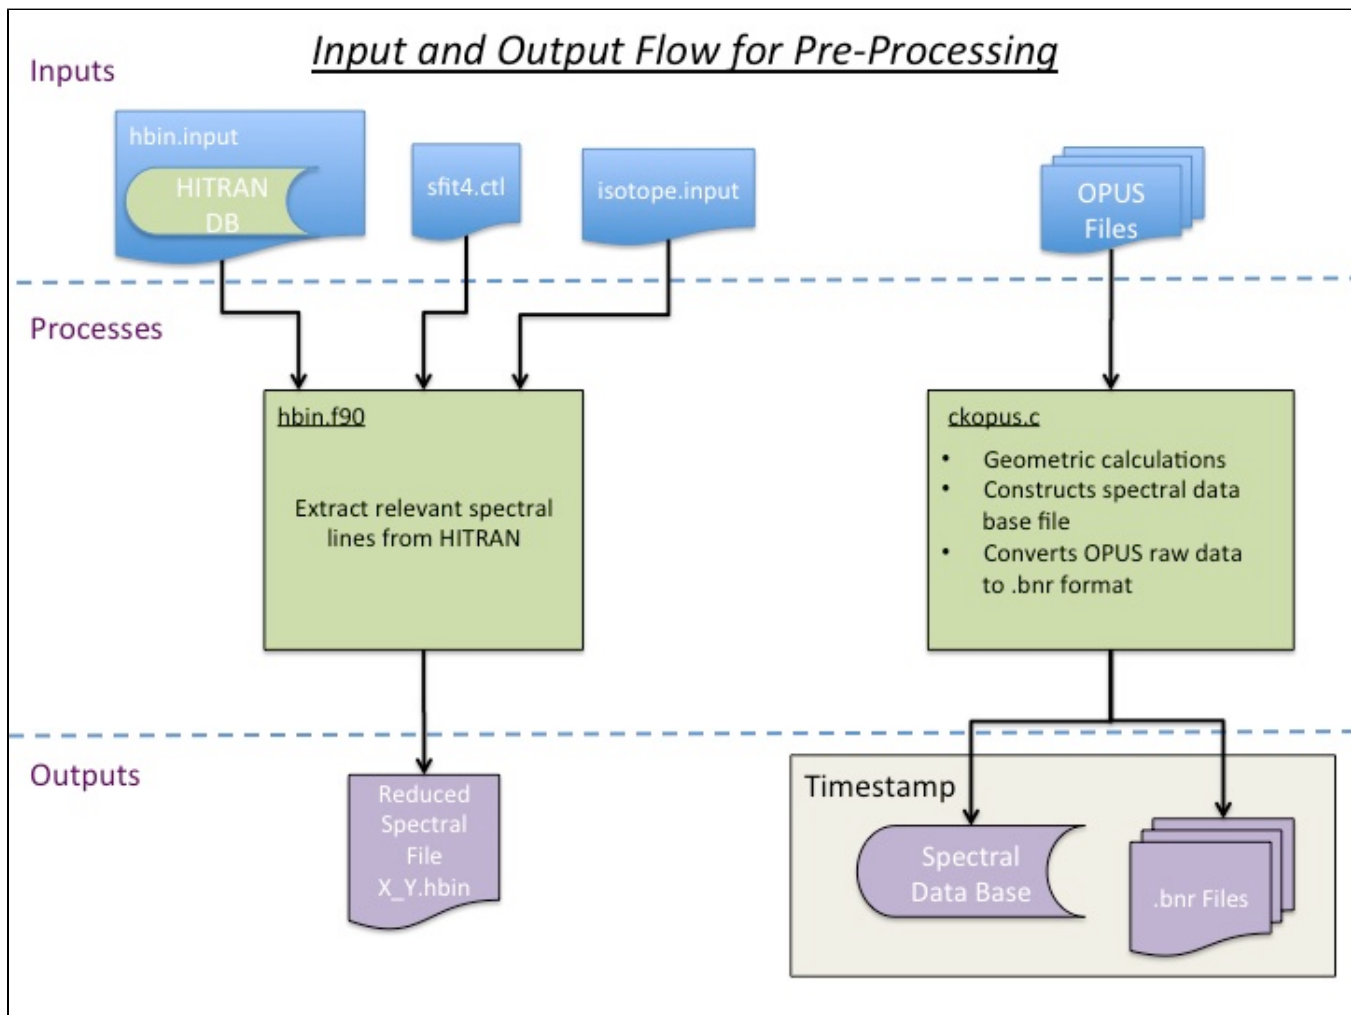 Input and Output Flow for Pre-Processing
Inputs
hbin.input
HITRAN
DB
sfit4.ctl
isotope.input
OPUS
Files
Processes
hbin.f90
Extract relevant spectral
lines from HITRAN
ckopus.c
• Geometric calculations
• Constructs spectral data
base file
• Converts OPUS raw data
to .bnr format
Outputs
Reduced
Spectral
File
X_Y.hbin
Timestamp
Spectral
Data Base
.bnr Files